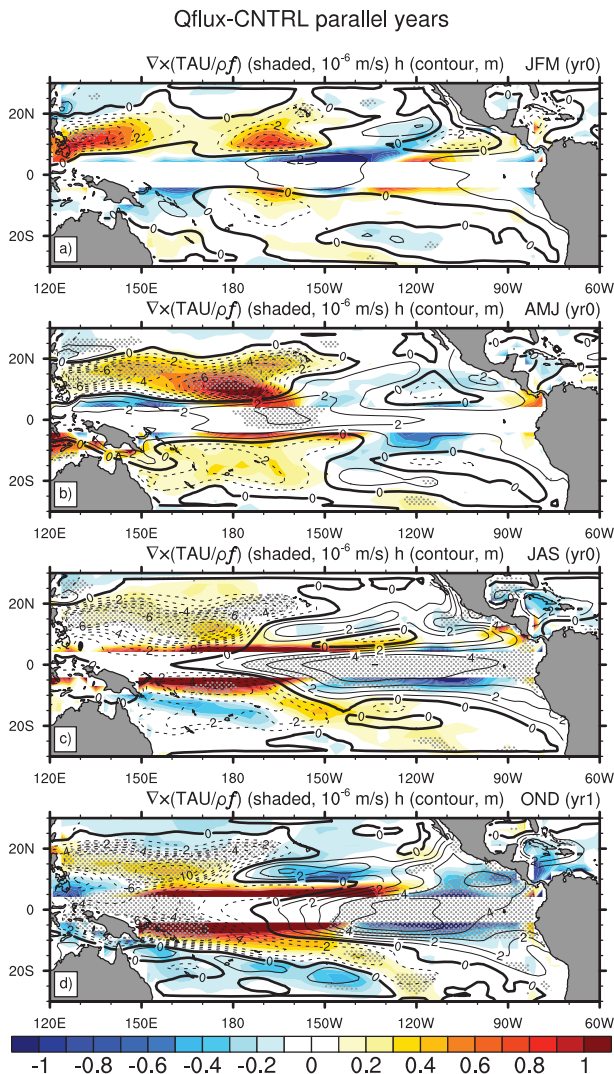 Qflux-CNTRL parallel years
∇×(TAU/ρf) (shaded, 10⁻⁶ m/s) h (contour, m) JFM (yr0)
20N
0
20S
a)
120E 150E 180 150W 120W 90W 60W
∇×(TAU/ρf) (shaded, 10⁻⁶ m/s) h (contour, m) AMJ (yr0)
20N
0
20S
b)
120E 150E 180 150W 120W 90W 60W
∇×(TAU/ρf) (shaded, 10⁻⁶ m/s) h (contour, m) JAS (yr0)
20N
0
20S
c)
120E 150E 180 150W 120W 90W 60W
∇×(TAU/ρf) (shaded, 10⁻⁶ m/s) h (contour, m) OND (yr1)
20N
0
20S
d)
120E 150E 180 150W 120W 90W 60W
-1 -0.8 -0.6 -0.4 -0.2 0 0.2 0.4 0.6 0.8 1